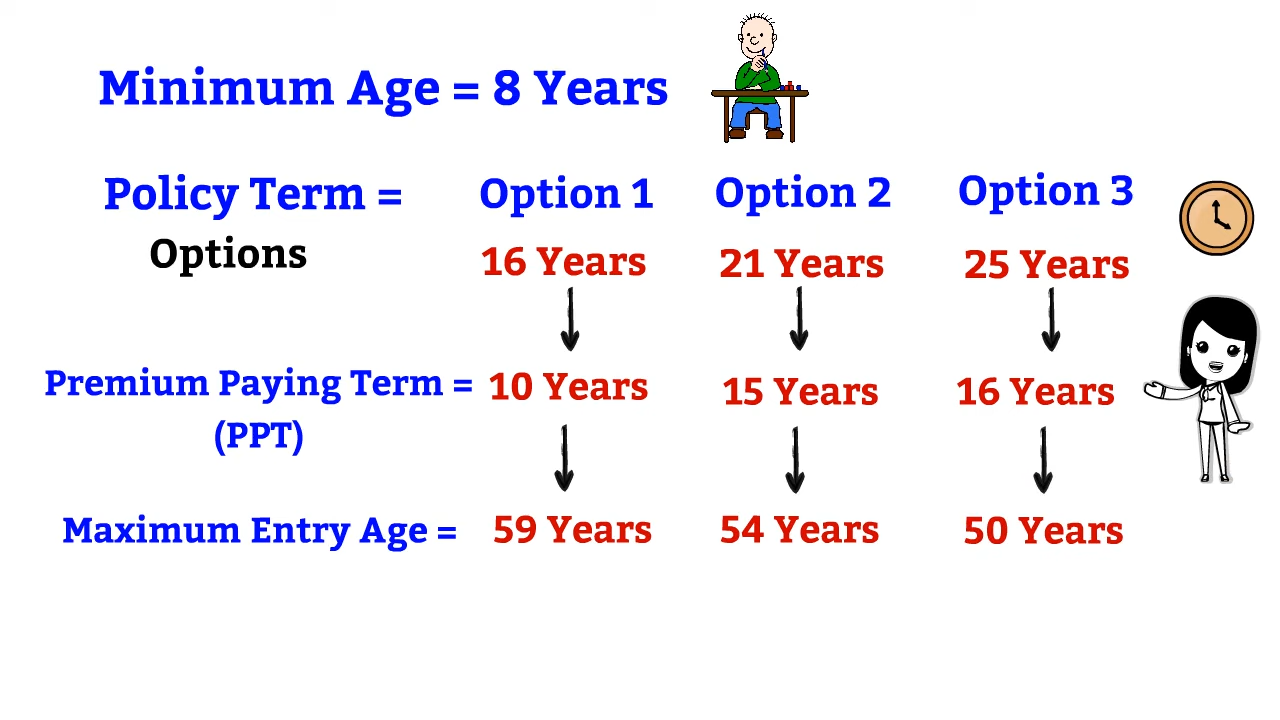 Minimum Age = 8 Years
Policy Term = Option 1 Option 2 Option 3
Options 16 Years 21 Years 25 Years
Premium Paying Term = 10 Years 15 Years 16 Years
(PPT)
Maximum Entry Age = 59 Years 54 Years 50 Years